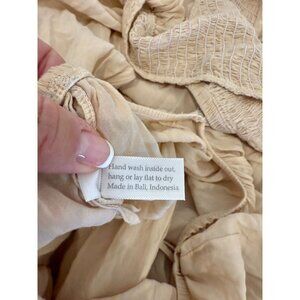 Hand wash inside out,
hang or lay flat to dry
Made in Bali, Indonesia